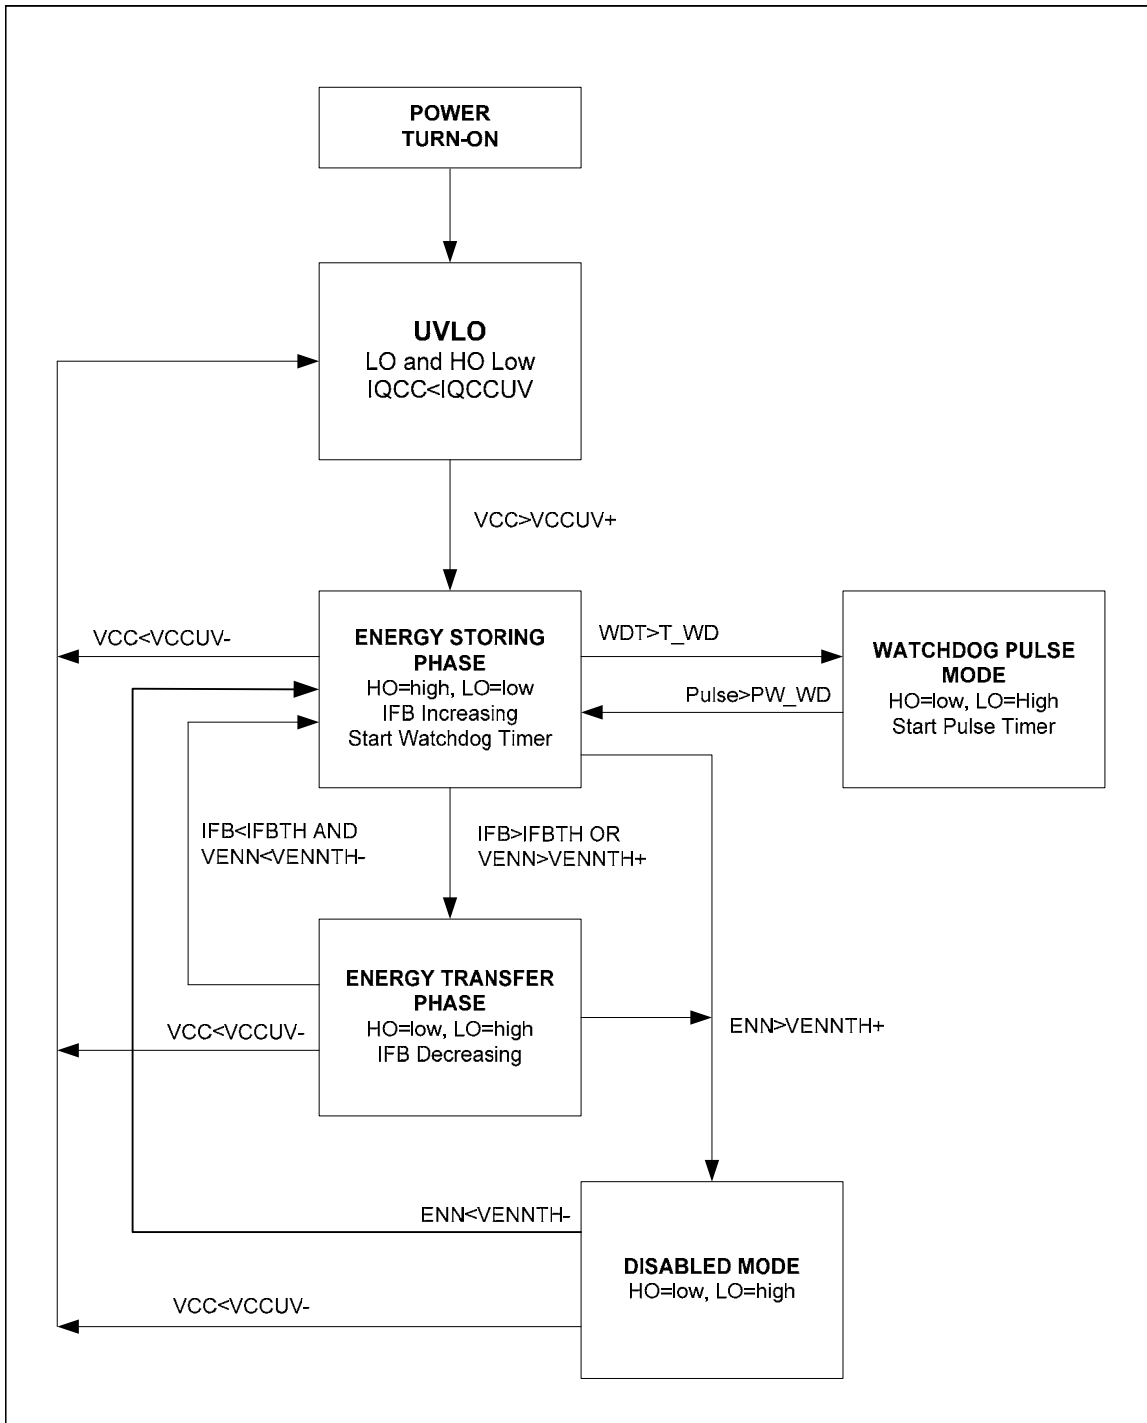 POWER
TURN-ON
UVLO
LO and HO Low
IQCC<IQCCUV
VCC>VCCUV+
VCC<VCCUV-
ENERGY STORING
PHASE
HO=high, LO=low
IFB Increasing
Start Watchdog Timer
WDT>T_WD
Pulse>PW_WD
WATCHDOG PULSE
MODE
HO=low, LO=High
Start Pulse Timer
IFB<IFBTH AND
VENN<VENNTH-
IFB>IFBTH OR
VENN>VENNTH+
ENERGY TRANSFER
PHASE
HO=low, LO=high
IFB Decreasing
VCC<VCCUV-
ENN>VENNTH+
ENN<VENNTH-
DISABLED MODE
HO=low, LO=high
VCC<VCCUV-